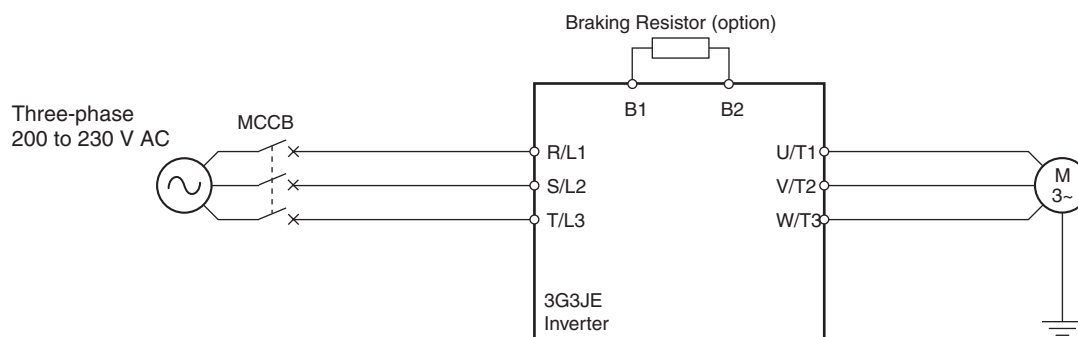 Braking Resistor (option)
B1
B2
Three-phase
200 to 230 V AC
MCCB
R/L1
S/L2
T/L3
U/T1
V/T2
W/T3
M
3~
3G3JE
Inverter